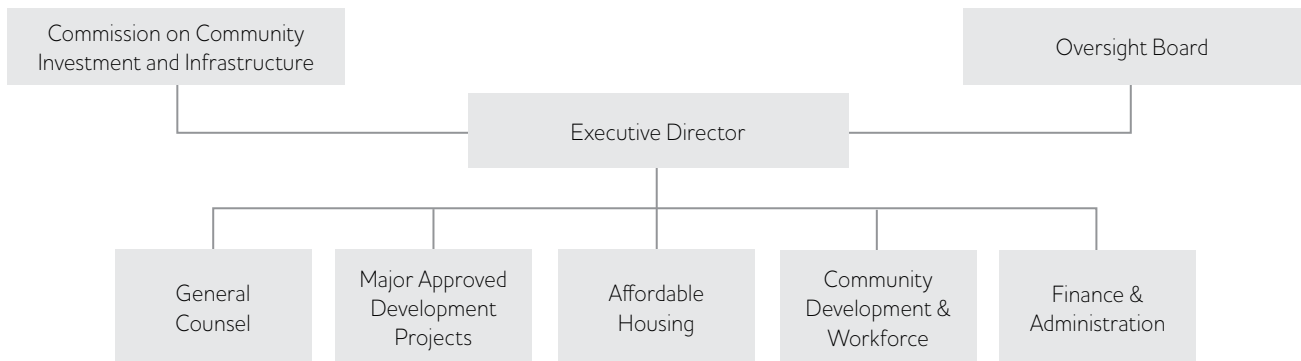 Commission on Community
Investment and Infrastructure
Oversight Board
Executive Director
General
Counsel
Major Approved
Development
Projects
Affordable
Housing
Community
Development &
Workforce
Finance &
Administration